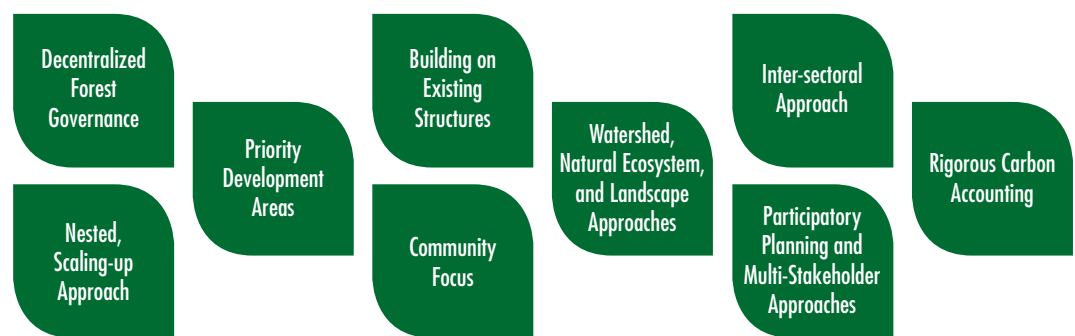 Decentralized
Forest
Governance
Nested,
Scaling-up
Approach
Priority
Development
Areas
Building on
Existing
Structures
Community
Focus
Watershed,
Natural Ecosystem,
and Landscape
Approaches
Inter-sectoral
Approach
Participatory
Planning and
Multi-Stakeholder
Approaches
Rigorous Carbon
Accounting